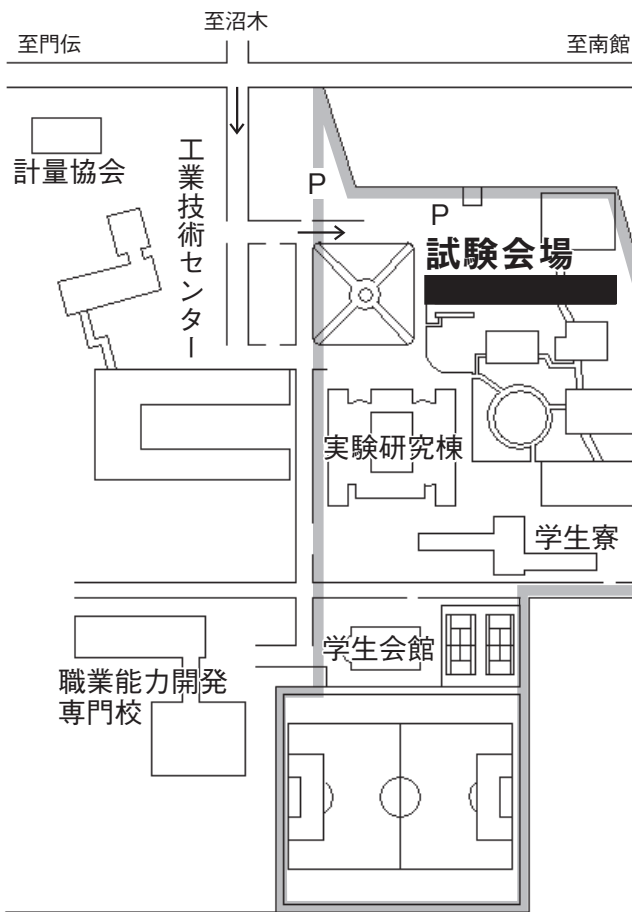 至沼木
至門伝
至南館
計量協会
工業技術センター
P
P
試験会場
実験研究棟
学生寮
学生会館
職業能力開発
専門校